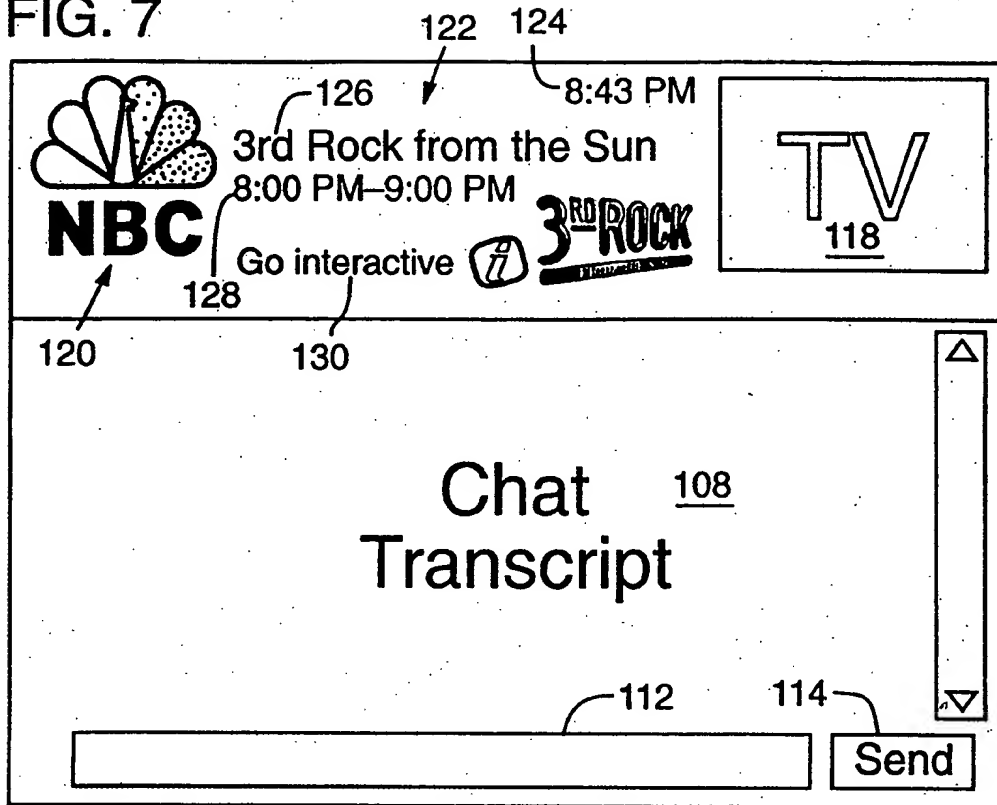 FIG. 7
122
124
126
8:43 PM
3rd Rock from the Sun
8:00 PM–9:00 PM
NBC
Go interactive
i
3RD ROCK
TV
118
128
120
130
Chat
108
Transcript
112
114
Send